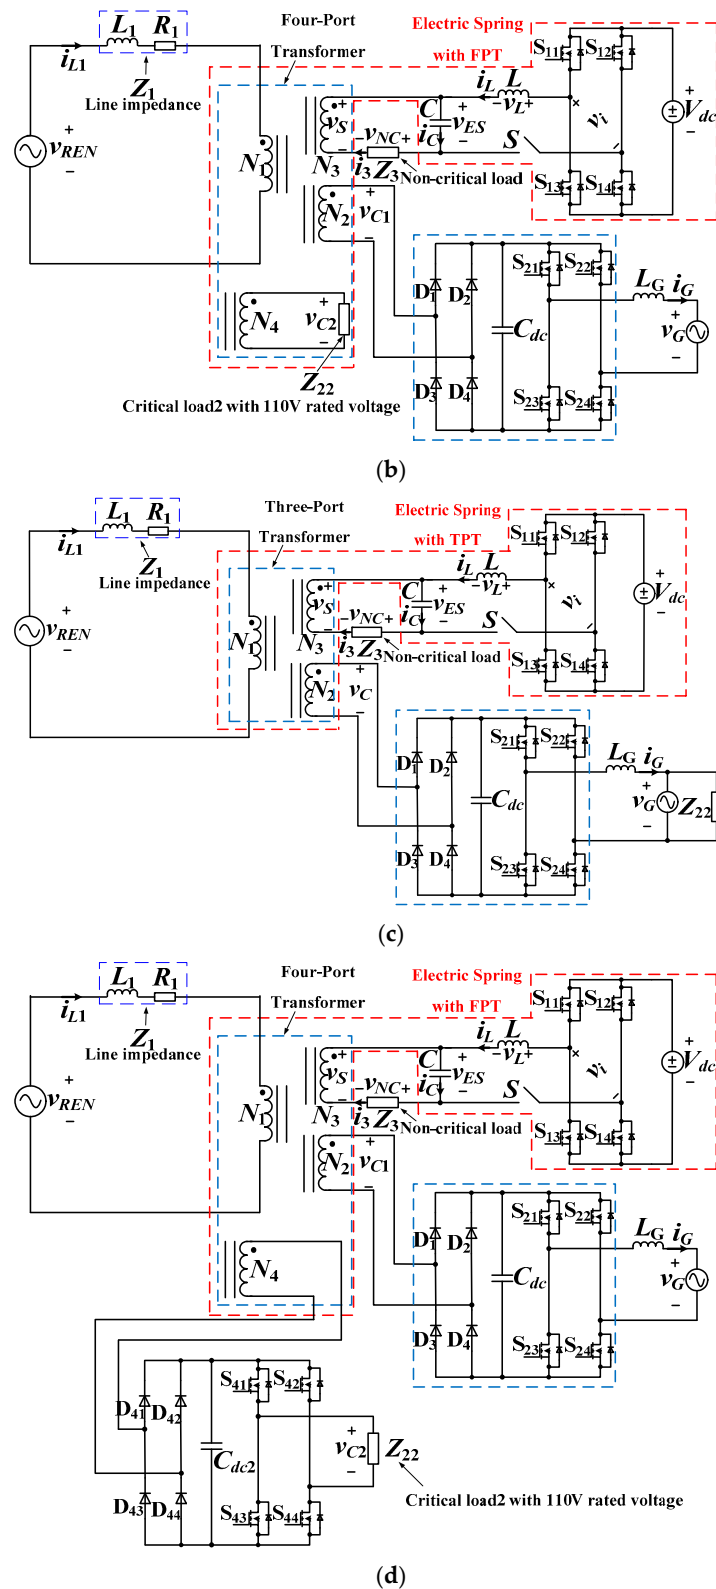 L1 R1
iL1
Z1
Line impedance
Four-Port
Transformer
Electric Spring
with FPT
+
vREN
−
N1
vS +
−
N3
−vNC+
i3 Z3
Non-critical load
C
iC
+
vES
−
iL L
−vL+
S
+
vi
−
S11 S12
S13 S14
+
Vdc
−
N2
+
vC1
−
N4
+
vC2
−
Z22
Critical load2 with 110V rated voltage
D1 D2
D3 D4
Cdc
S21 S22
S23 S24
LG iG
+
vG
−
(b)
L1 R1
iL1
Z1
Line impedance
Three-Port
Transformer
Electric Spring
with TPT
+
vREN
−
N1
vS +
−
N3
−vNC+
i3 Z3
Non-critical load
C
iC
+
vES
−
iL L
−vL+
S
+
vi
−
S11 S12
S13 S14
+
Vdc
−
N2
+
vC
−
D1 D2
D3 D4
Cdc
S21 S22
S23 S24
LG iG
+
vG
−
Z22
(c)
L1 R1
iL1
Z1
Line impedance
Four-Port
Transformer
Electric Spring
with FPT
+
vREN
−
N1
vS +
−
N3
−vNC+
i3 Z3
Non-critical load
C
iC
+
vES
−
iL L
−vL+
S
+
vi
−
S11 S12
S13 S14
+
Vdc
−
N2
+
vC1
−
N4
D1 D2
D3 D4
Cdc
S21 S22
S23 S24
LG iG
+
vG
−
D41 D42
D43 D44
Cdc2
S41 S42
S43 S44
+
vC2
−
Z22
Critical load2 with 110V rated voltage
(d)